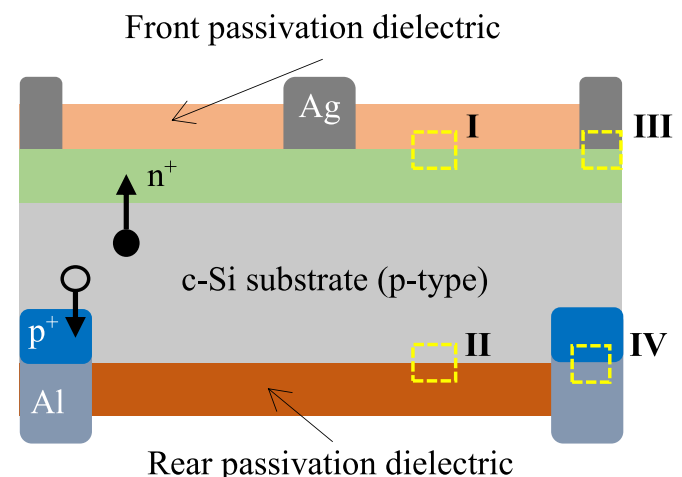 Front passivation dielectric
Ag
I
III
n⁺
c-Si substrate (p-type)
p⁺
II
IV
Al
Rear passivation dielectric